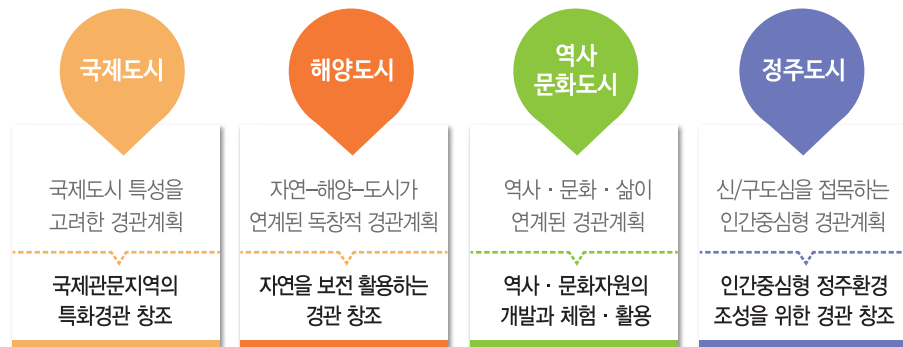 국제도시
국제도시 특성을
고려한 경관계획
국제관문지역의
특화경관 창조
해양도시
자연–해양–도시가
연계된 독창적 경관계획
자연을 보전 활용하는
경관 창조
역사
문화도시
역사 · 문화 · 삶이
연계된 경관계획
역사 · 문화자원의
개발과 체험 · 활용
정주도시
신/구도심을 접목하는
인간중심형 경관계획
인간중심형 정주환경
조성을 위한 경관 창조